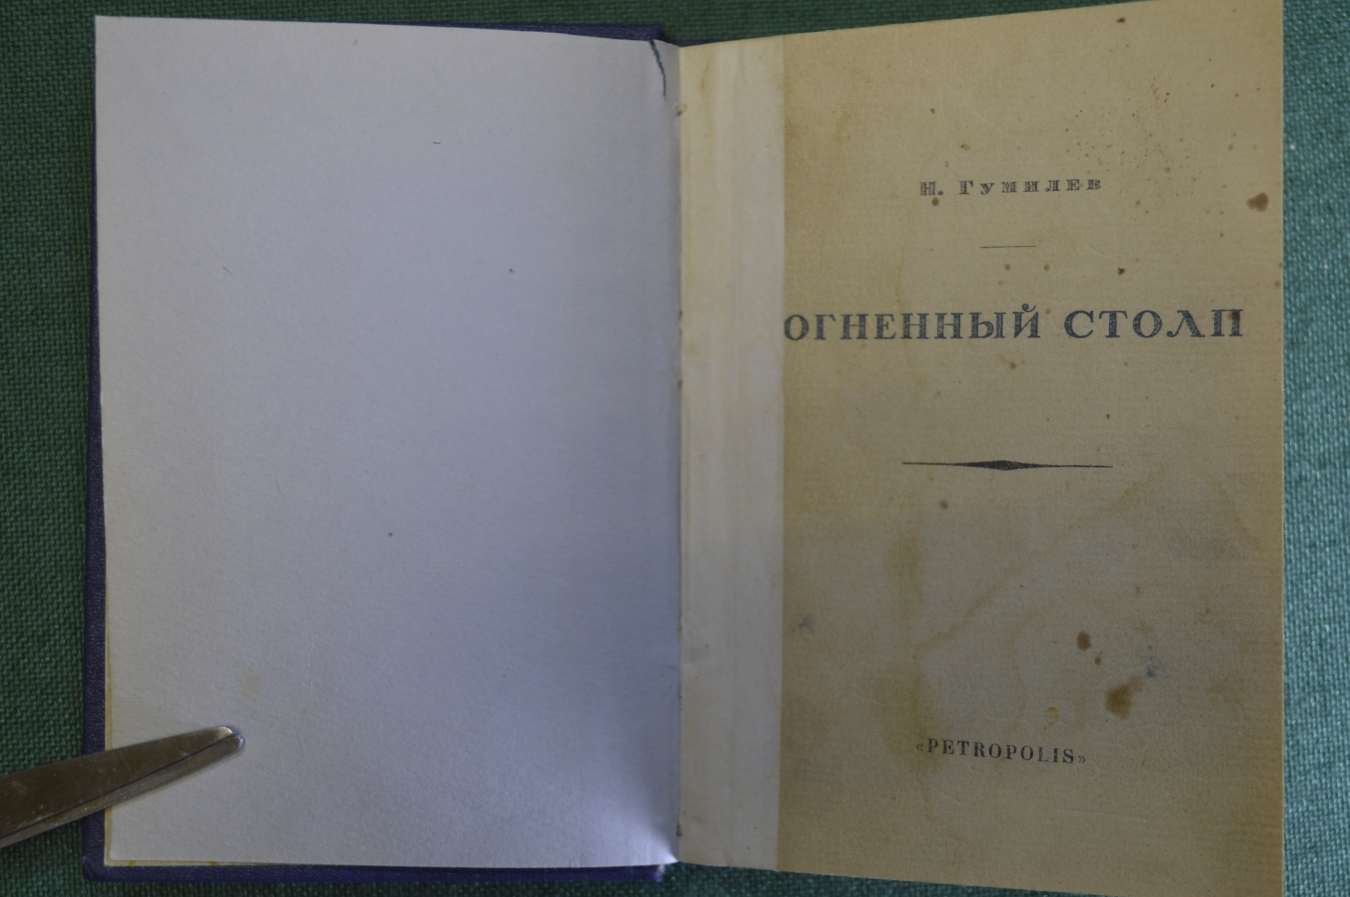 Н. Гумилев
ОГНЕННЫЙ СТОЛП
«PETROPOLIS»